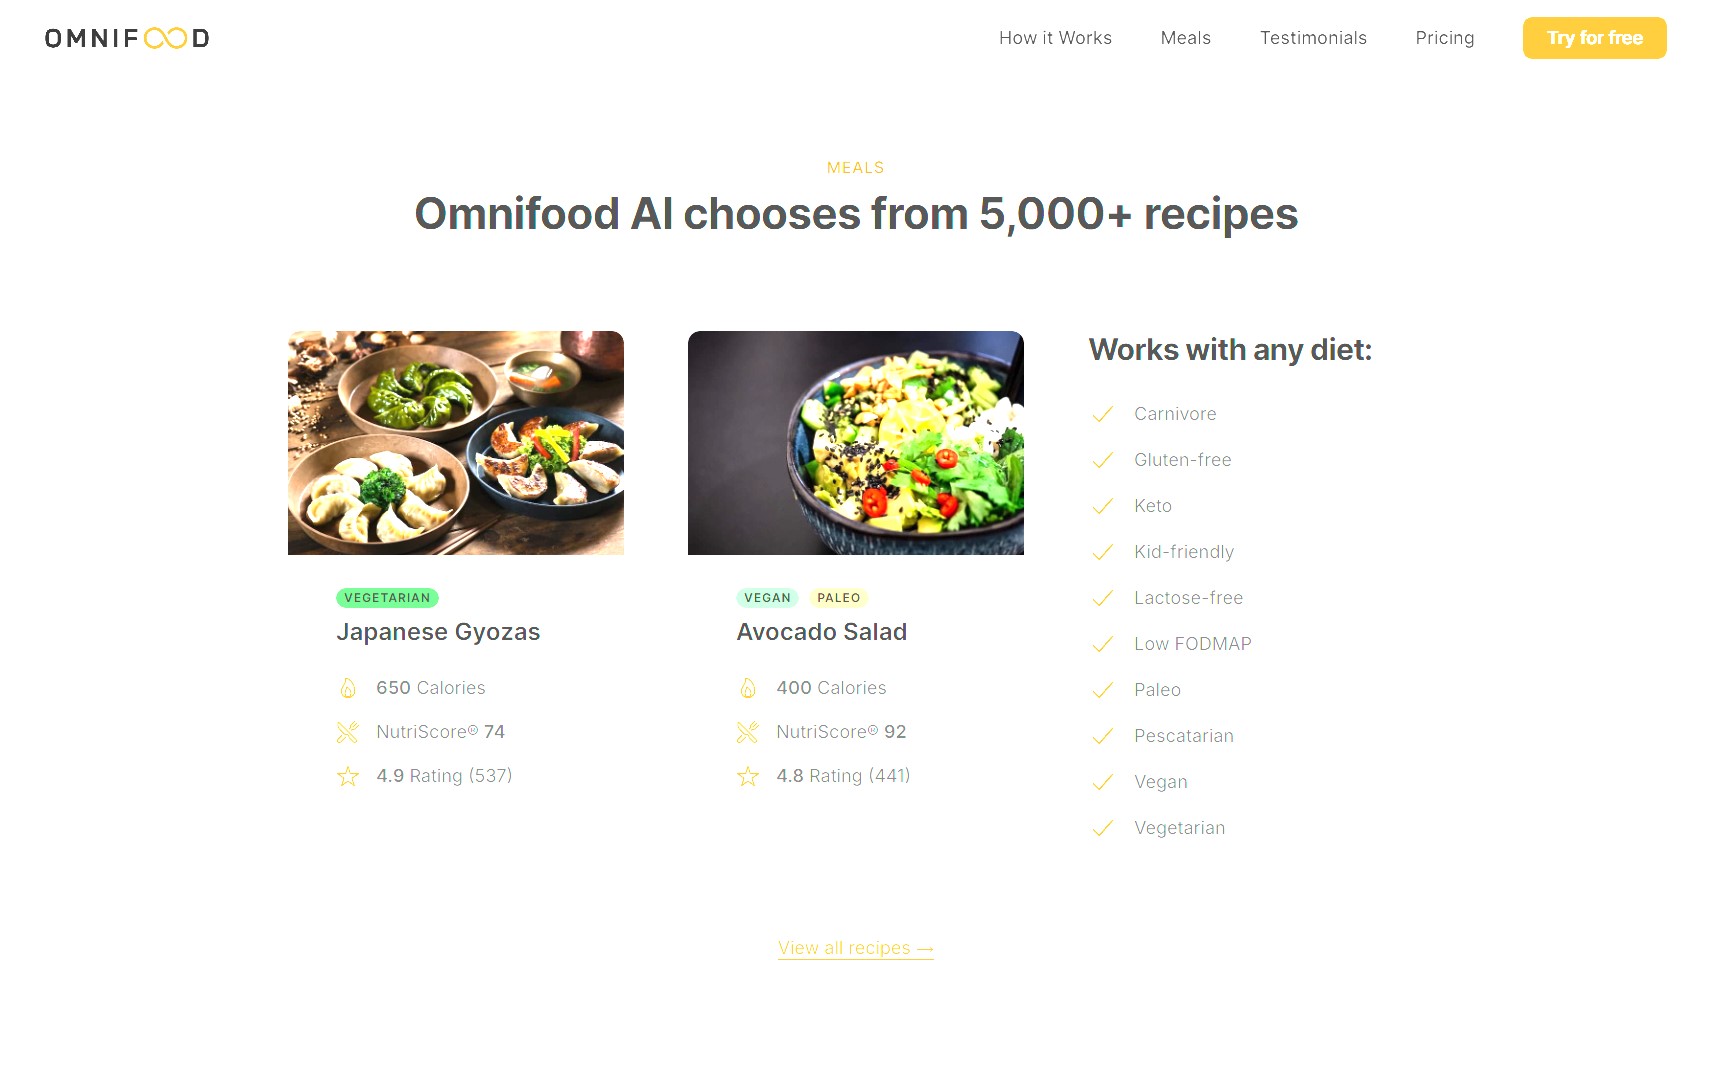 OMNIFOOD
How it Works
Meals
Testimonials
Pricing
Try for free
MEALS
Omnifood AI chooses from 5,000+ recipes
VEGETARIAN
Japanese Gyozas
650 Calories
NutriScore® 74
4.9 Rating (537)
VEGAN PALEO
Avocado Salad
400 Calories
NutriScore® 92
4.8 Rating (441)
Works with any diet:
Carnivore
Gluten-free
Keto
Kid-friendly
Lactose-free
Low FODMAP
Paleo
Pescatarian
Vegan
Vegetarian
View all recipes →